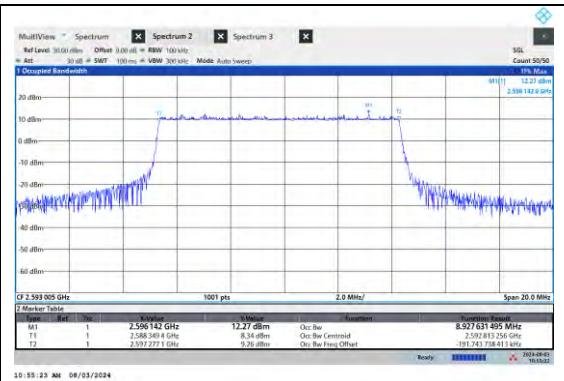 MultiView Spectrum Spectrum 2 Spectrum 3
Ref Level 30.00 dBm Offset 0.00 dB RBW 100 kHz SGL
Att 30 dB SWT 100 ms VBW 300 kHz Mode Auto Sweep Count 50/50
1 Occupied Bandwidth 1Pk Max
M1[1] 12.27 dBm
2.596 142 0 GHz
20 dBm
M1
T1 T2
10 dBm
0 dBm
-10 dBm
-20 dBm
-30 dBm
-40 dBm
-50 dBm
-60 dBm
CF 2.593 005 GHz 1001 pts 2.0 MHz/ Span 20.0 MHz
2 Marker Table
Type Ref Trc X-Value Y-Value Function Function Result
M1 1 2.596 142 GHz 12.27 dBm Occ Bw 8.927 631 495 MHz
T1 1 2.588 349 4 GHz 8.34 dBm Occ Bw Centroid 2.592 813 256 GHz
T2 1 2.597 277 1 GHz 9.26 dBm Occ Bw Freq Offset -191.743 738 413 kHz
Ready 2024-08-03
10:55:22
10:55:23 AM 08/03/2024